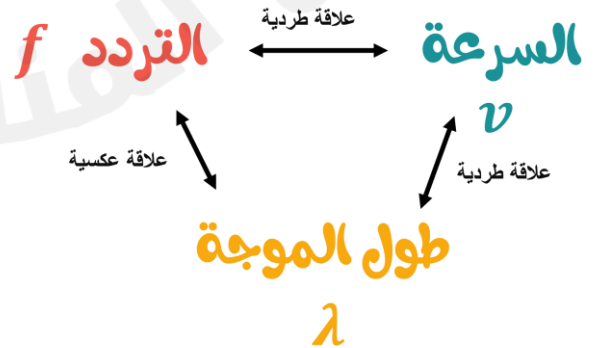 علاقة طردية
السرعة
التردد f
v
علاقة عكسية
علاقة طردية
طول الموجة
λ